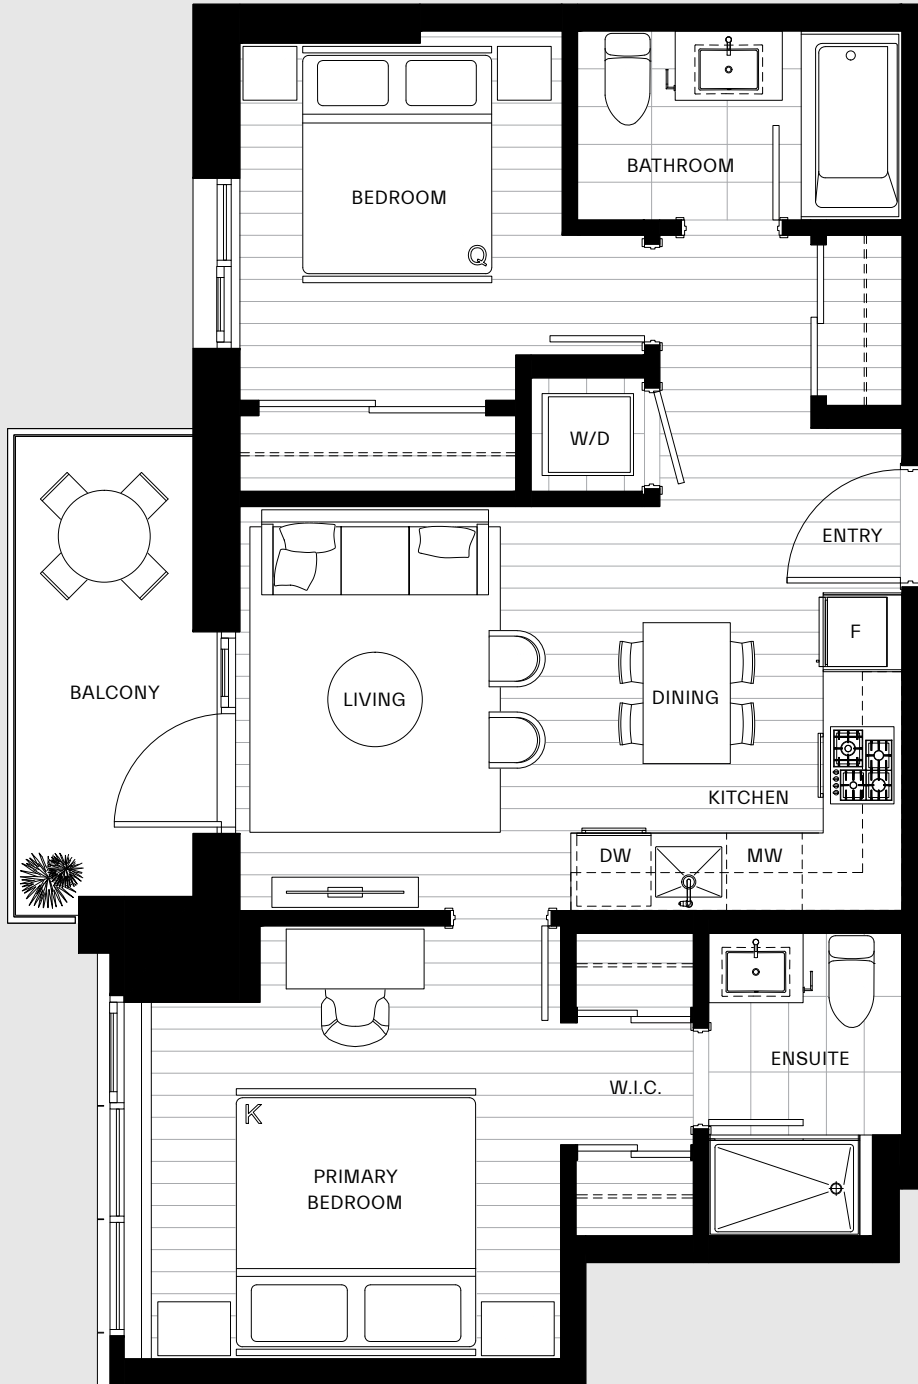 BATHROOM
BEDROOM
Q
W/D
ENTRY
F
BALCONY
LIVING
DINING
KITCHEN
DW
MW
ENSUITE
W.I.C.
K
PRIMARY
BEDROOM